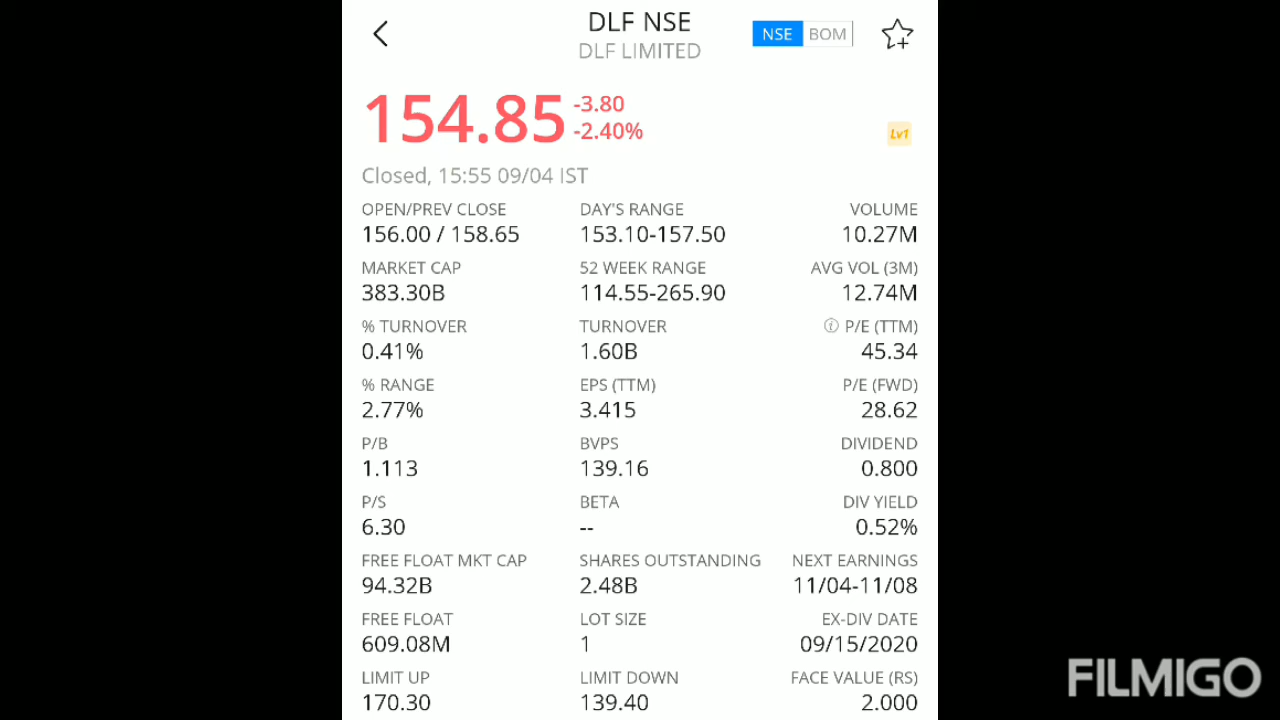 DLF NSE
DLF LIMITED
NSE BOM
154.85
-3.80
-2.40%
Lv1
Closed, 15:55 09/04 IST
OPEN/PREV CLOSE DAY'S RANGE VOLUME
156.00 / 158.65 153.10-157.50 10.27M
MARKET CAP 52 WEEK RANGE AVG VOL (3M)
383.30B 114.55-265.90 12.74M
% TURNOVER TURNOVER P/E (TTM)
0.41% 1.60B 45.34
% RANGE EPS (TTM) P/E (FWD)
2.77% 3.415 28.62
P/B BVPS DIVIDEND
1.113 139.16 0.800
P/S BETA DIV YIELD
6.30 -- 0.52%
FREE FLOAT MKT CAP SHARES OUTSTANDING NEXT EARNINGS
94.32B 2.48B 11/04-11/08
FREE FLOAT LOT SIZE EX-DIV DATE
609.08M 1 09/15/2020
LIMIT UP LIMIT DOWN FACE VALUE (RS)
170.30 139.40 2.000
FILMIGO